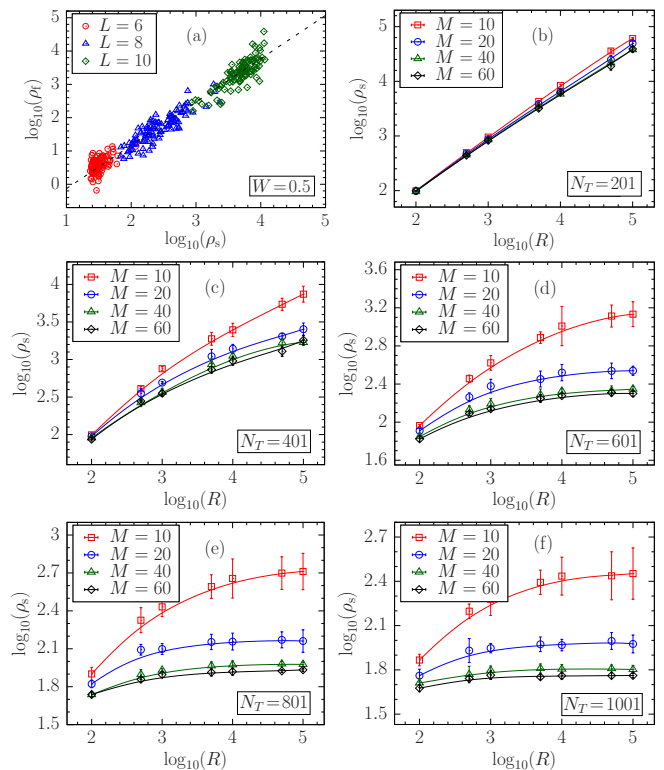 5
4
3
2
1
0
log₁₀(ρf)
L = 6
L = 8
L = 10
(a)
W = 0.5
1 2 3 4 5
log₁₀(ρs)
5
4
3
2
log₁₀(ρs)
M = 10
M = 20
M = 40
M = 60
(b)
N_T = 201
2 3 4 5
log₁₀(R)
4
3.5
3
2.5
2
log₁₀(ρs)
M = 10
M = 20
M = 40
M = 60
(c)
N_T = 401
2 3 4 5
log₁₀(R)
3.6
3.2
2.8
2.4
2
1.6
log₁₀(ρs)
M = 10
M = 20
M = 40
M = 60
(d)
N_T = 601
2 3 4 5
log₁₀(R)
3
2.7
2.4
2.1
1.8
1.5
log₁₀(ρs)
M = 10
M = 20
M = 40
M = 60
(e)
N_T = 801
2 3 4 5
log₁₀(R)
2.7
2.4
2.1
1.8
1.5
log₁₀(ρs)
M = 10
M = 20
M = 40
M = 60
(f)
N_T = 1001
2 3 4 5
log₁₀(R)